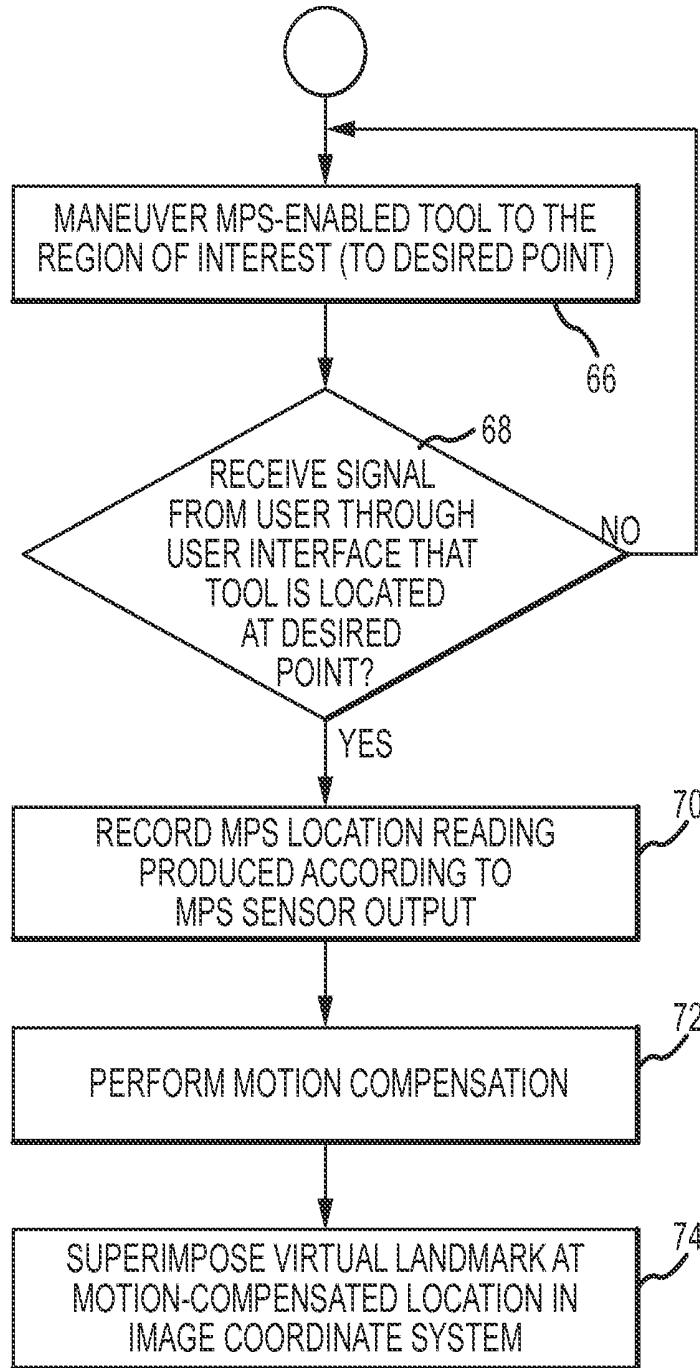 MANEUVER MPS-ENABLED TOOL TO THE
REGION OF INTEREST (TO DESIRED POINT)
66
68
RECEIVE SIGNAL
FROM USER THROUGH
USER INTERFACE THAT
TOOL IS LOCATED
AT DESIRED
POINT?
NO
YES
70
RECORD MPS LOCATION READING
PRODUCED ACCORDING TO
MPS SENSOR OUTPUT
72
PERFORM MOTION COMPENSATION
74
SUPERIMPOSE VIRTUAL LANDMARK AT
MOTION-COMPENSATED LOCATION IN
IMAGE COORDINATE SYSTEM